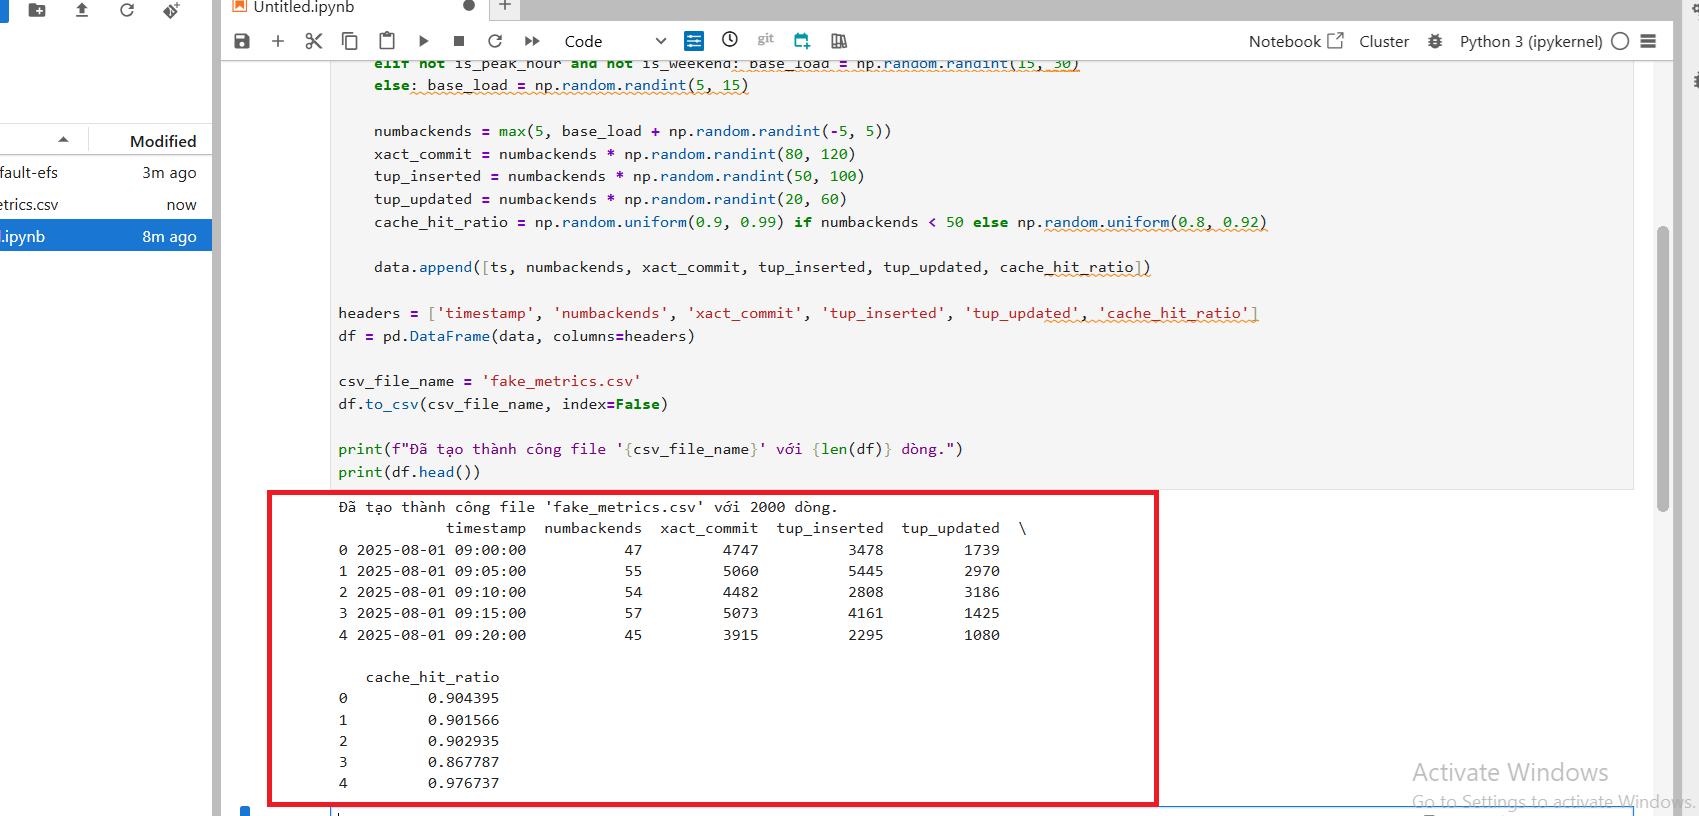 Untitled.ipynb
Code
git
Notebook
Cluster
Python 3 (ipykernel)
Modified
fault-efs
3m ago
etrics.csv
now
.ipynb
8m ago
elif not is_peak_hour and not is_weekend: base_load = np.random.randint(15, 30)
else: base_load = np.random.randint(5, 15)
numbackends = max(5, base_load + np.random.randint(-5, 5))
xact_commit = numbackends * np.random.randint(80, 120)
tup_inserted = numbackends * np.random.randint(50, 100)
tup_updated = numbackends * np.random.randint(20, 60)
cache_hit_ratio = np.random.uniform(0.9, 0.99) if numbackends < 50 else np.random.uniform(0.8, 0.92)
data.append([ts, numbackends, xact_commit, tup_inserted, tup_updated, cache_hit_ratio])
headers = ['timestamp', 'numbackends', 'xact_commit', 'tup_inserted', 'tup_updated', 'cache_hit_ratio']
df = pd.DataFrame(data, columns=headers)
csv_file_name = 'fake_metrics.csv'
df.to_csv(csv_file_name, index=False)
print(f"Đã tạo thành công file '{csv_file_name}' với {len(df)} dòng.")
print(df.head())
Đã tạo thành công file 'fake_metrics.csv' với 2000 dòng.
timestamp numbackends xact_commit tup_inserted tup_updated \
0 2025-08-01 09:00:00 47 4747 3478 1739
1 2025-08-01 09:05:00 55 5060 5445 2970
2 2025-08-01 09:10:00 54 4482 2808 3186
3 2025-08-01 09:15:00 57 5073 4161 1425
4 2025-08-01 09:20:00 45 3915 2295 1080
cache_hit_ratio
0 0.904395
1 0.901566
2 0.902935
3 0.867787
4 0.976737
Activate Windows
Go to Settings to activate Windows.